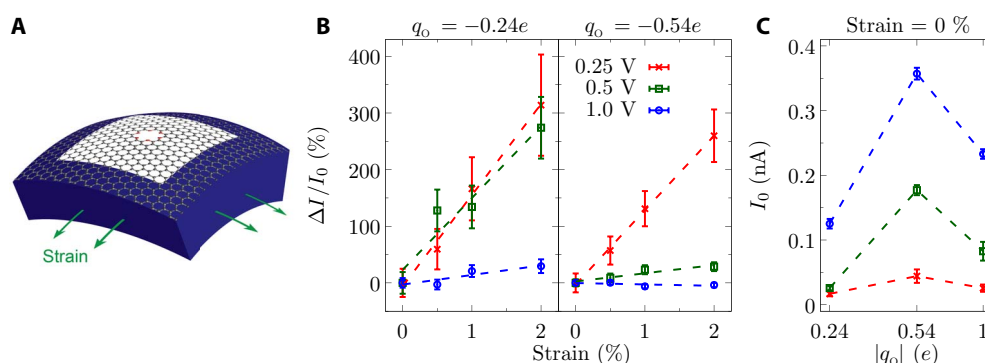 A
Strain
B
q_o = −0.24e
q_o = −0.54e
ΔI/I_0 (%)
400
300
200
100
0
0.25 V
0.5 V
1.0 V
0 1 2 0 1 2
Strain (%)
C
Strain = 0 %
I_0 (nA)
0.4
0.3
0.2
0.1
0
0.24 0.54 1
|q_o| (e)